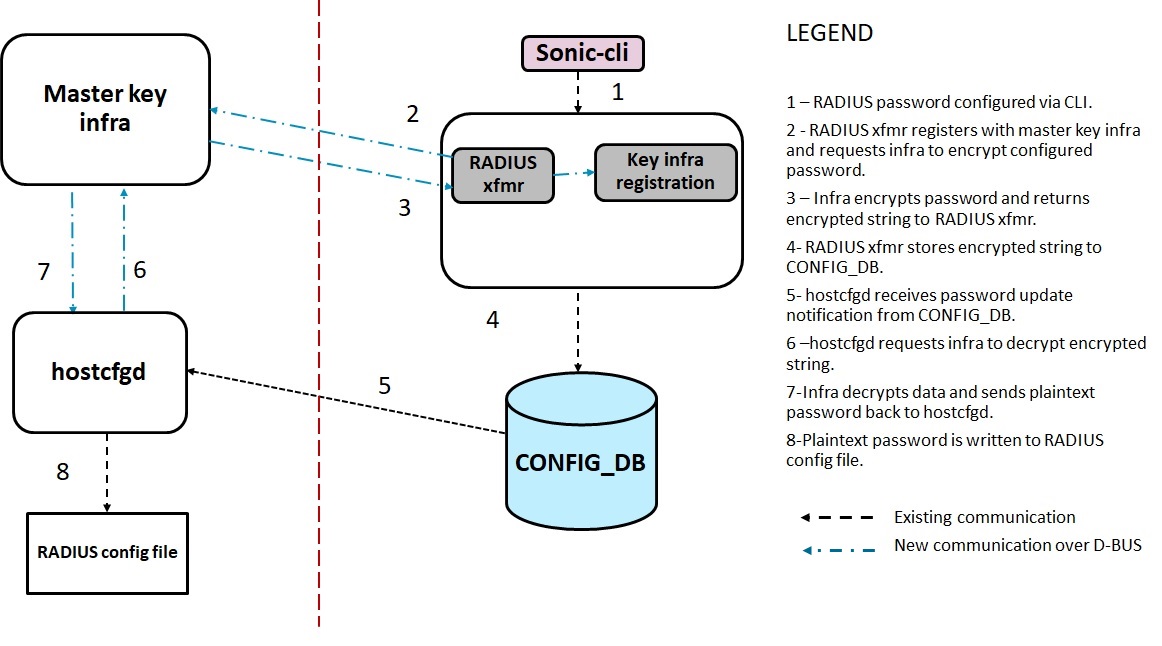 Sonic-cli
1
Master key
infra
2
RADIUS
xfmr
Key infra
registration
3
7
6
4
hostcfgd
5
CONFIG_DB
8
RADIUS config file
LEGEND
1 – RADIUS password configured via CLI.
2 - RADIUS xfmr registers with master key infra
and requests infra to encrypt configured
password.
3 – Infra encrypts password and returns
encrypted string to RADIUS xfmr.
4- RADIUS xfmr stores encrypted string to
CONFIG_DB.
5- hostcfgd receives password update
notification from CONFIG_DB.
6 –hostcfgd requests infra to decrypt encrypted
string.
7-Infra decrypts data and sends plaintext
password back to hostcfgd.
8-Plaintext password is written to RADIUS
config file.
Existing communication
New communication over D-BUS